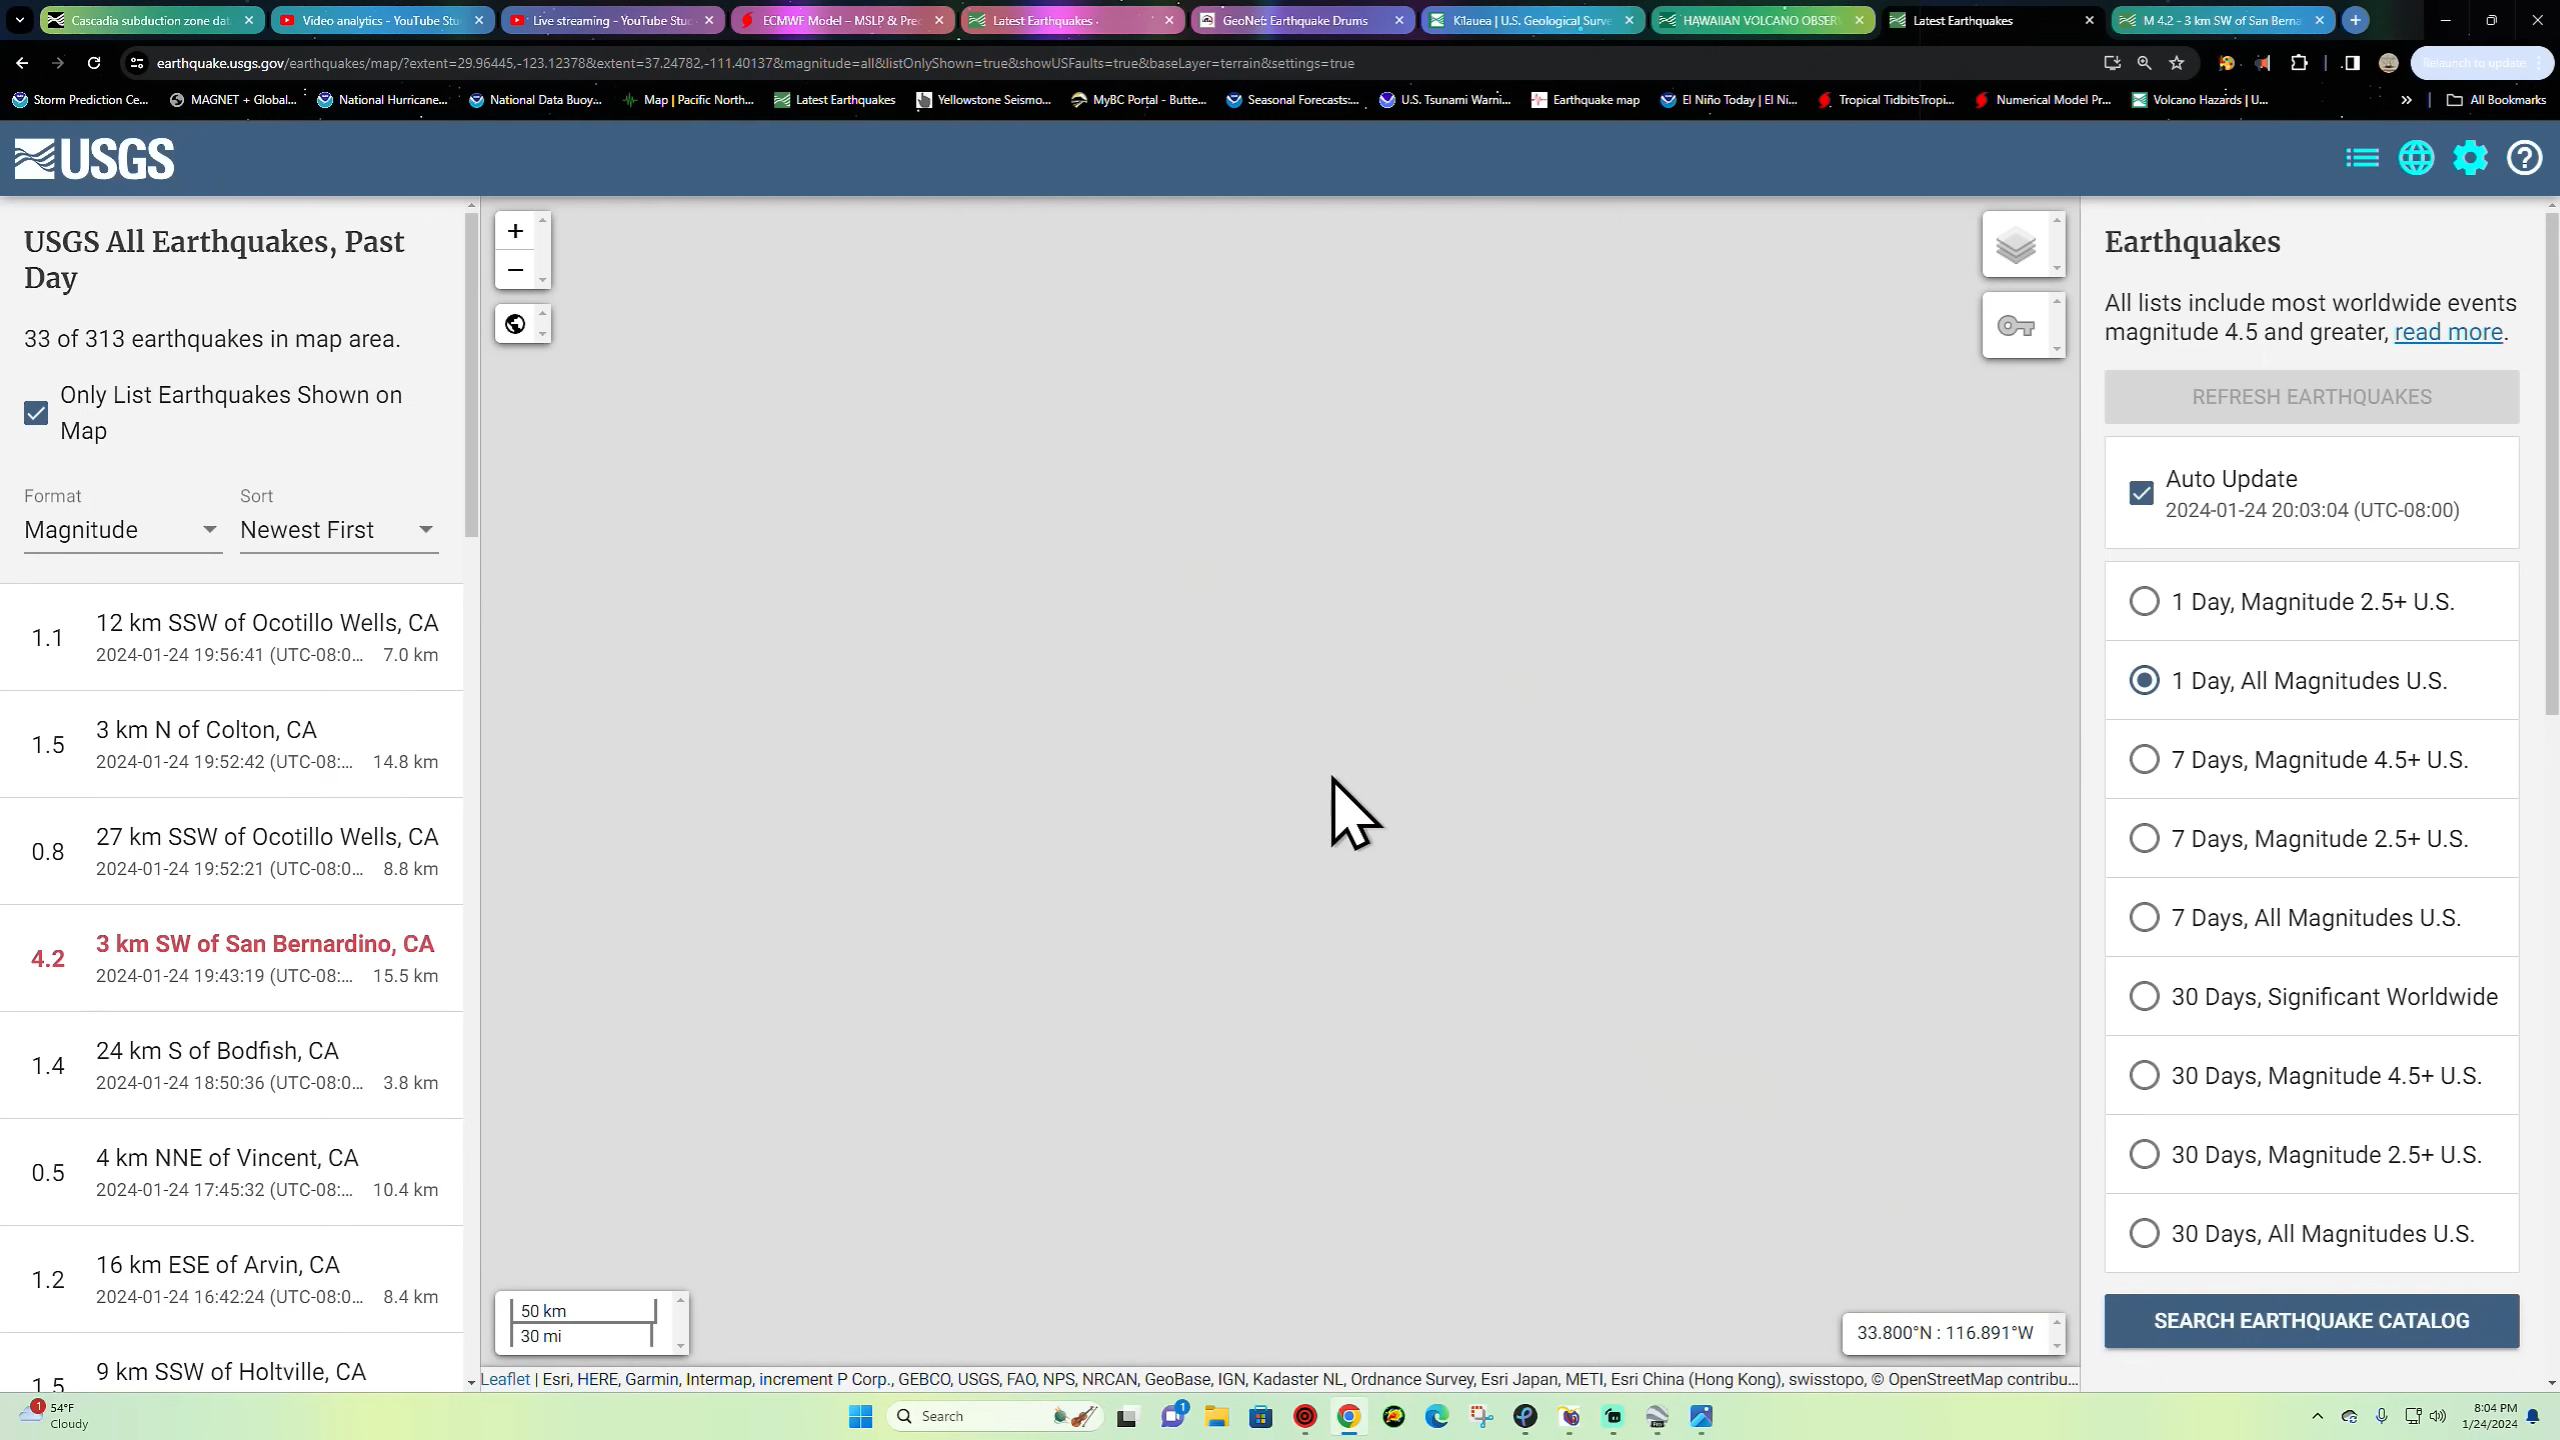 Cascadia subduction zone dat
Video analytics - YouTube Stu
Live streaming - YouTube Stuc
ECMWF Model – MSLP & Prec
Latest Earthquakes
GeoNet: Earthquake Drums
Kilauea | U.S. Geological Surve
HAWAIIAN VOLCANO OBSER
Latest Earthquakes
M 4.2 - 3 km SW of San Berna
earthquake.usgs.gov/earthquakes/map/?extent=29.96445,-123.12378&extent=37.24782,-111.40137&magnitude=all&listOnlyShown=true&showUSFaults=true&baseLayer=terrain&settings=true
Relaunch to update
Storm Prediction Ce...
MAGNET + Global...
National Hurricane...
National Data Buoy...
Map | Pacific North...
Latest Earthquakes
Yellowstone Seismo...
MyBC Portal - Butte...
Seasonal Forecasts:...
U.S. Tsunami Warni...
Earthquake map
El Niño Today | El Ni...
Tropical TidbitsTropi...
Numerical Model Pr...
Volcano Hazards | U...
All Bookmarks
USGS
USGS All Earthquakes, Past
Day
33 of 313 earthquakes in map area.
Only List Earthquakes Shown on
Map
Format
Sort
Magnitude
Newest First
1.1
12 km SSW of Ocotillo Wells, CA
2024-01-24 19:56:41 (UTC-08:0... 7.0 km
1.5
3 km N of Colton, CA
2024-01-24 19:52:42 (UTC-08:... 14.8 km
0.8
27 km SSW of Ocotillo Wells, CA
2024-01-24 19:52:21 (UTC-08:0... 8.8 km
4.2
3 km SW of San Bernardino, CA
2024-01-24 19:43:19 (UTC-08:... 15.5 km
1.4
24 km S of Bodfish, CA
2024-01-24 18:50:36 (UTC-08:0... 3.8 km
0.5
4 km NNE of Vincent, CA
2024-01-24 17:45:32 (UTC-08:... 10.4 km
1.2
16 km ESE of Arvin, CA
2024-01-24 16:42:24 (UTC-08:0... 8.4 km
1.5
9 km SSW of Holtville, CA
+
−
50 km
30 mi
33.800°N : 116.891°W
Leaflet | Esri, HERE, Garmin, Intermap, increment P Corp., GEBCO, USGS, FAO, NPS, NRCAN, GeoBase, IGN, Kadaster NL, Ordnance Survey, Esri Japan, METI, Esri China (Hong Kong), swisstopo, © OpenStreetMap contribu...
Earthquakes
All lists include most worldwide events
magnitude 4.5 and greater, read more.
REFRESH EARTHQUAKES
Auto Update
2024-01-24 20:03:04 (UTC-08:00)
1 Day, Magnitude 2.5+ U.S.
1 Day, All Magnitudes U.S.
7 Days, Magnitude 4.5+ U.S.
7 Days, Magnitude 2.5+ U.S.
7 Days, All Magnitudes U.S.
30 Days, Significant Worldwide
30 Days, Magnitude 4.5+ U.S.
30 Days, Magnitude 2.5+ U.S.
30 Days, All Magnitudes U.S.
SEARCH EARTHQUAKE CATALOG
1
54°F
Cloudy
Search
1
8:04 PM
1/24/2024